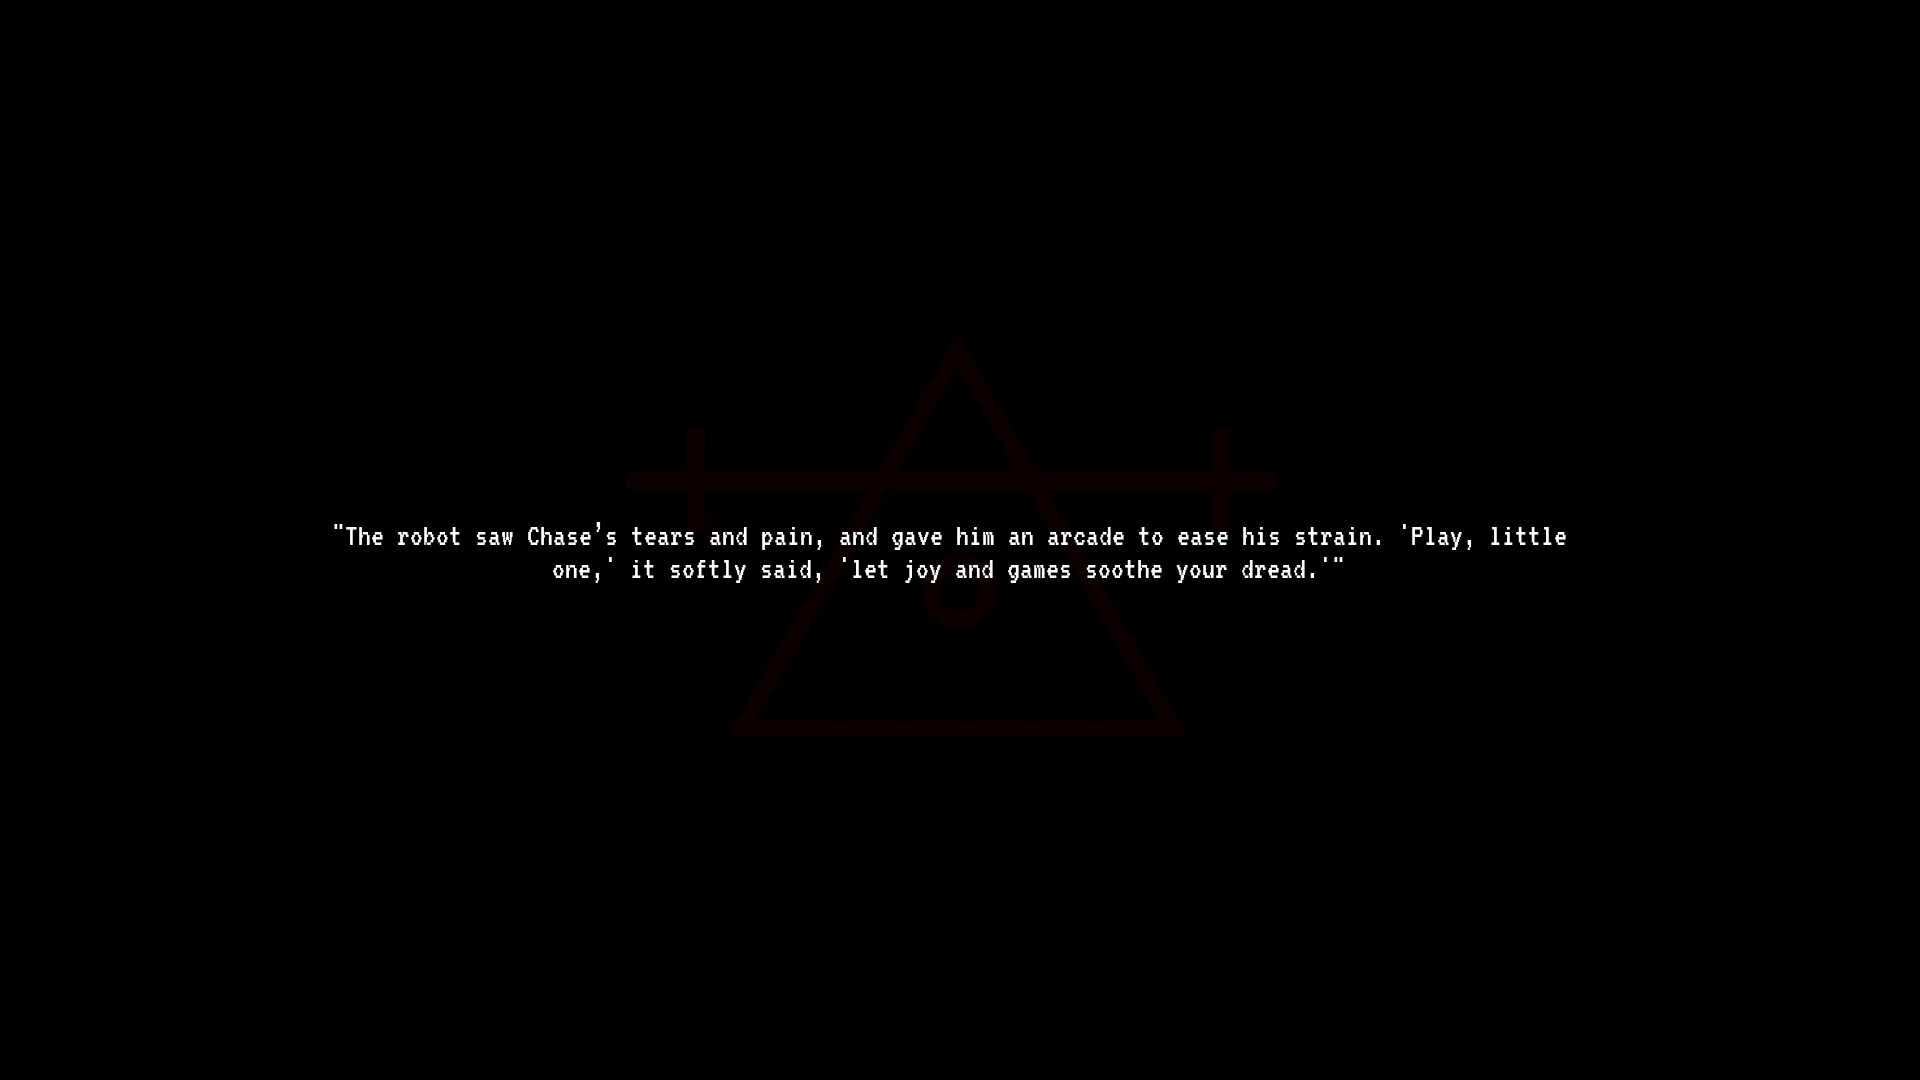 "The robot saw Chase’s tears and pain, and gave him an arcade to ease his strain. 'Play, little
one,' it softly said, 'let joy and games soothe your dread.'"